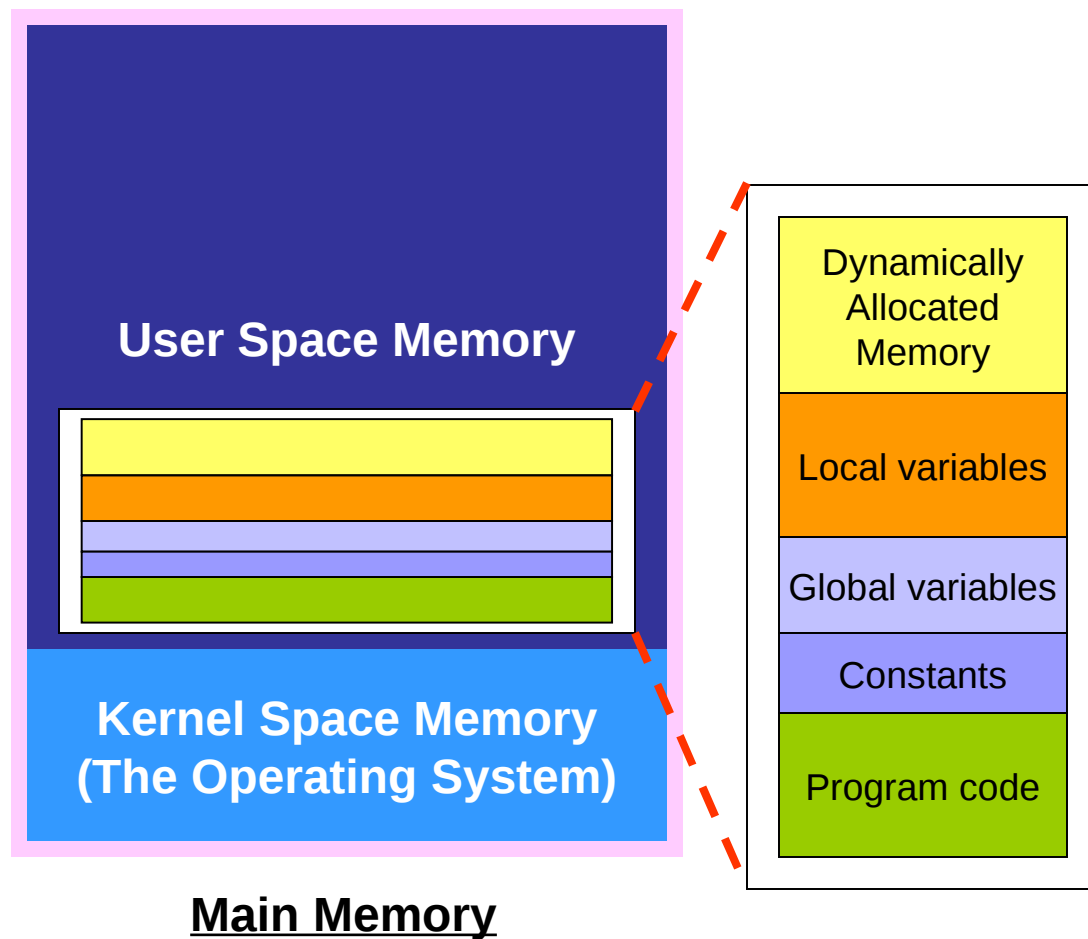 User Space Memory
Kernel Space Memory
(The Operating System)
Main Memory
Dynamically
Allocated
Memory
Local variables
Global variables
Constants
Program code